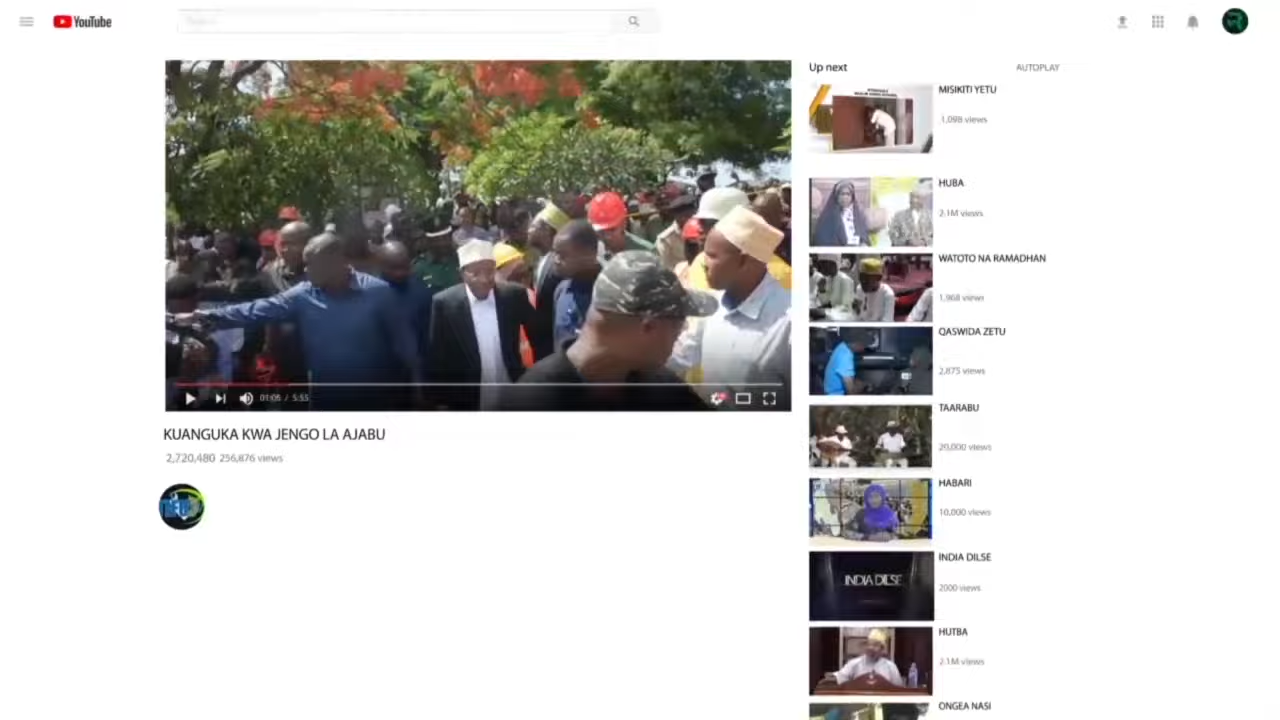 YouTube
Search
01:06 / 5:55
KUANGUKA KWA JENGO LA AJABU
2,720,480 256,876 views
NEWS
Up next
AUTOPLAY
MISIKITI YETU
1,098 views
HUBA
2.1M views
WATOTO NA RAMADHAN
1,968 views
QASWIDA ZETU
2,875 views
TAARABU
20,000 views
HABARI
10,000 views
INDIA DILSE
INDIA DILSE
2000 views
HUTBA
2.1M views
ONGEA NASI